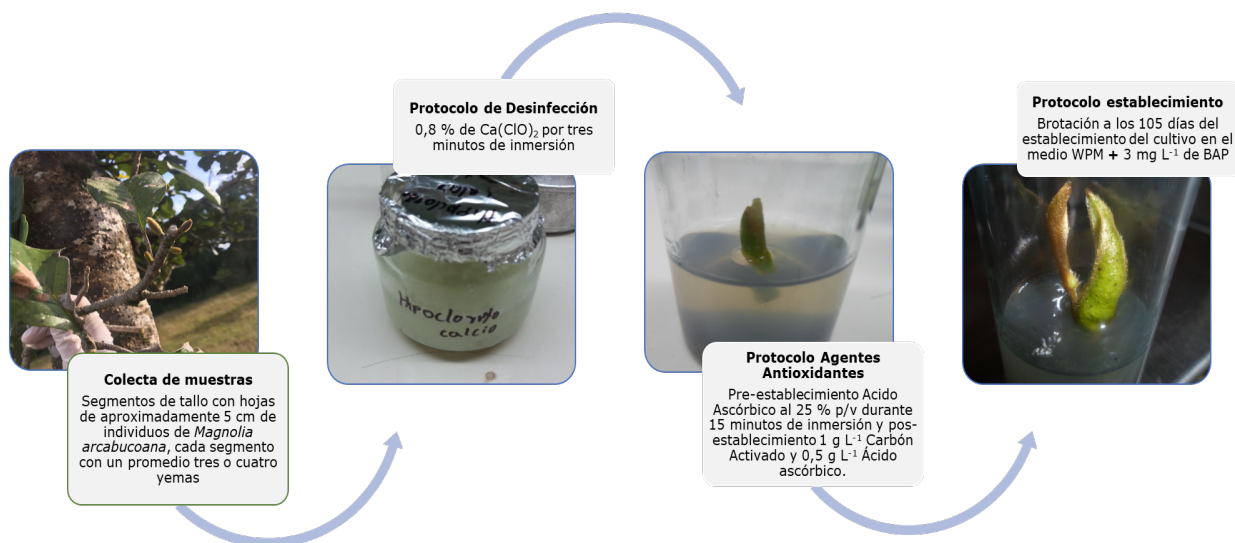 Protocolo de Desinfección
0,8 % de Ca(ClO)₂ por tres
minutos de inmersión
Protocolo establecimiento
Brotación a los 105 días del
establecimiento del cultivo en el
medio WPM + 3 mg L⁻¹ de BAP
calcio
Colecta de muestras
Segmentos de tallo con hojas
de aproximadamente 5 cm de
individuos de Magnolia
arcabucoana, cada segmento
con un promedio tres o cuatro
yemas
Protocolo Agentes
Antioxidantes
Pre-establecimiento Acido
Ascórbico al 25 % p/v durante
15 minutos de inmersión y pos-
establecimiento 1 g L⁻¹ Carbón
Activado y 0,5 g L⁻¹ Ácido
ascórbico.